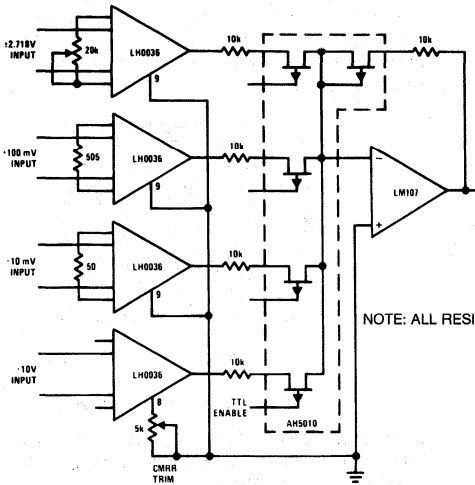 ±2.718V
INPUT
20k
LH0036
9
10k
10k
·100 mV
INPUT
505
LH0036
9
10k
·10 mV
INPUT
50
LH0036
9
10k
-
+
LM107
NOTE: ALL RESI
·10V
INPUT
LH0036
8
10k
5k
CMRR
TRIM
TTL
ENABLE
AH5010